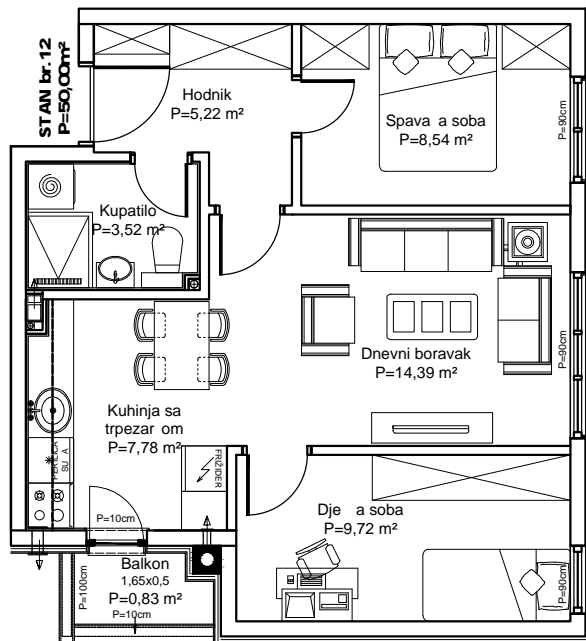 STAN br.12
P=50,00m²
Hodnik
P=5,22 m²
Spava a soba
P=8,54 m²
P=90cm
Kupatilo
P=3,52 m²
Dnevni boravak
P=14,39 m²
P=90cm
Kuhinja sa
trpezar om
P=7,78 m²
PERILICA
SU A
FRIŽIDER
Dje a soba
P=9,72 m²
P=90cm
P=10cm
Balkon
1,65x0,5
P=0,83 m²
P=10cm
P=100cm